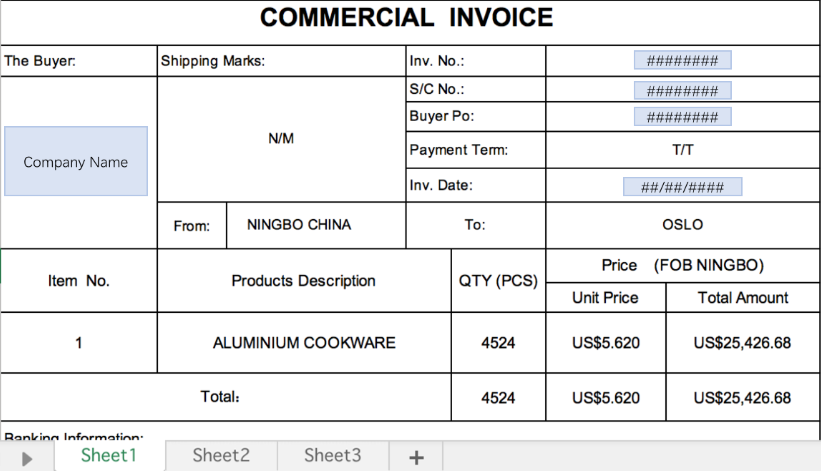 COMMERCIAL INVOICE
The Buyer:
Shipping Marks:
Inv. No.:
########
S/C No.:
########
Buyer Po:
########
Company Name
N/M
Payment Term:
T/T
Inv. Date:
##/##/####
From:
NINGBO CHINA
To:
OSLO
Item No.
Products Description
QTY (PCS)
Price (FOB NINGBO)
Unit Price
Total Amount
1
ALUMINIUM COOKWARE
4524
US$5.620
US$25,426.68
Total:
4524
US$5.620
US$25,426.68
Banking Information:
Sheet1
Sheet2
Sheet3
+